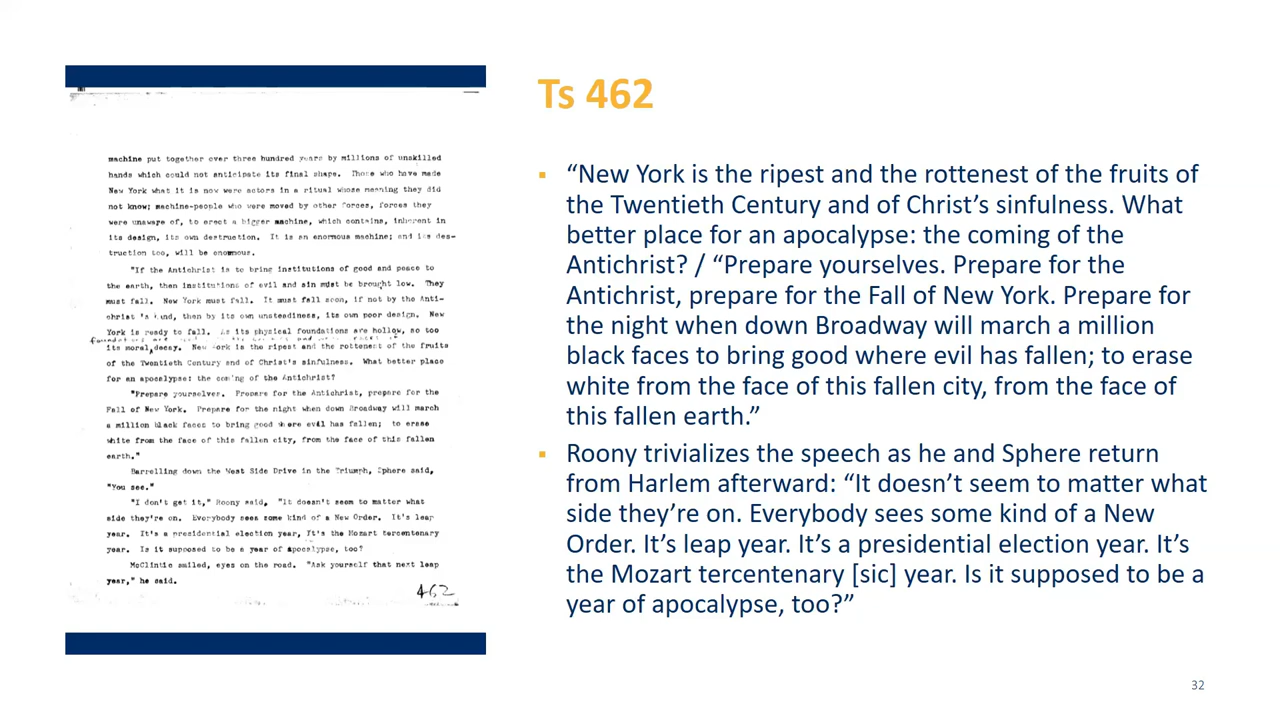 machine put together over three hundred years by millions of unskilled
hands which could not anticipate its final shape. Those who have made
New York what it is now were actors in a ritual whose meaning they did
not know; machine-people who were moved by other forces, forces they
were unaware of, to erect a bigger machine, which contains, inherent in
its design, its own destruction. It is an enormous machine; and its des-
truction too, will be enormous.
"If the Antichrist is to bring institutions of good and peace to
the earth, then institutions of evil and sin must be brought low. They
must fall. New York must fall. It must fall soon, if not by the Anti-
christ's hand, then by its own unsteadiness, its own poor design. New
York is ready to fall. As its physical foundations are hollow, so too
foundations are
its moral decay. New York is the ripest and the rottenest of the fruits
of the Twentieth Century and of Christ's sinfulness. What better place
for an apocalypse: the coming of the Antichrist?
"Prepare yourselves. Prepare for the Antichrist, prepare for the
Fall of New York. Prepare for the night when down Broadway will march
a million black faces to bring good where evil has fallen; to erase
white from the face of this fallen city, from the face of this fallen
earth."
Barrelling down the West Side Drive in the Triumph, Sphere said,
"You see."
"I don't get it," Roony said, "It doesn't seem to matter what
side they're on. Everybody sees some kind of a New Order. It's leap
year. It's a presidential election year, It's the Mozart tercentenary
year. Is it supposed to be a year of apocalypse, too?
McClintic smiled, eyes on the road. "Ask yourself that next leap
year," he said.
462
Ts 462
▪ “New York is the ripest and the rottenest of the fruits of
the Twentieth Century and of Christ’s sinfulness. What
better place for an apocalypse: the coming of the
Antichrist? / “Prepare yourselves. Prepare for the
Antichrist, prepare for the Fall of New York. Prepare for
the night when down Broadway will march a million
black faces to bring good where evil has fallen; to erase
white from the face of this fallen city, from the face of
this fallen earth.”
▪ Roony trivializes the speech as he and Sphere return
from Harlem afterward: “It doesn’t seem to matter what
side they’re on. Everybody sees some kind of a New
Order. It’s leap year. It’s a presidential election year. It’s
the Mozart tercentenary [sic] year. Is it supposed to be a
year of apocalypse, too?”
32